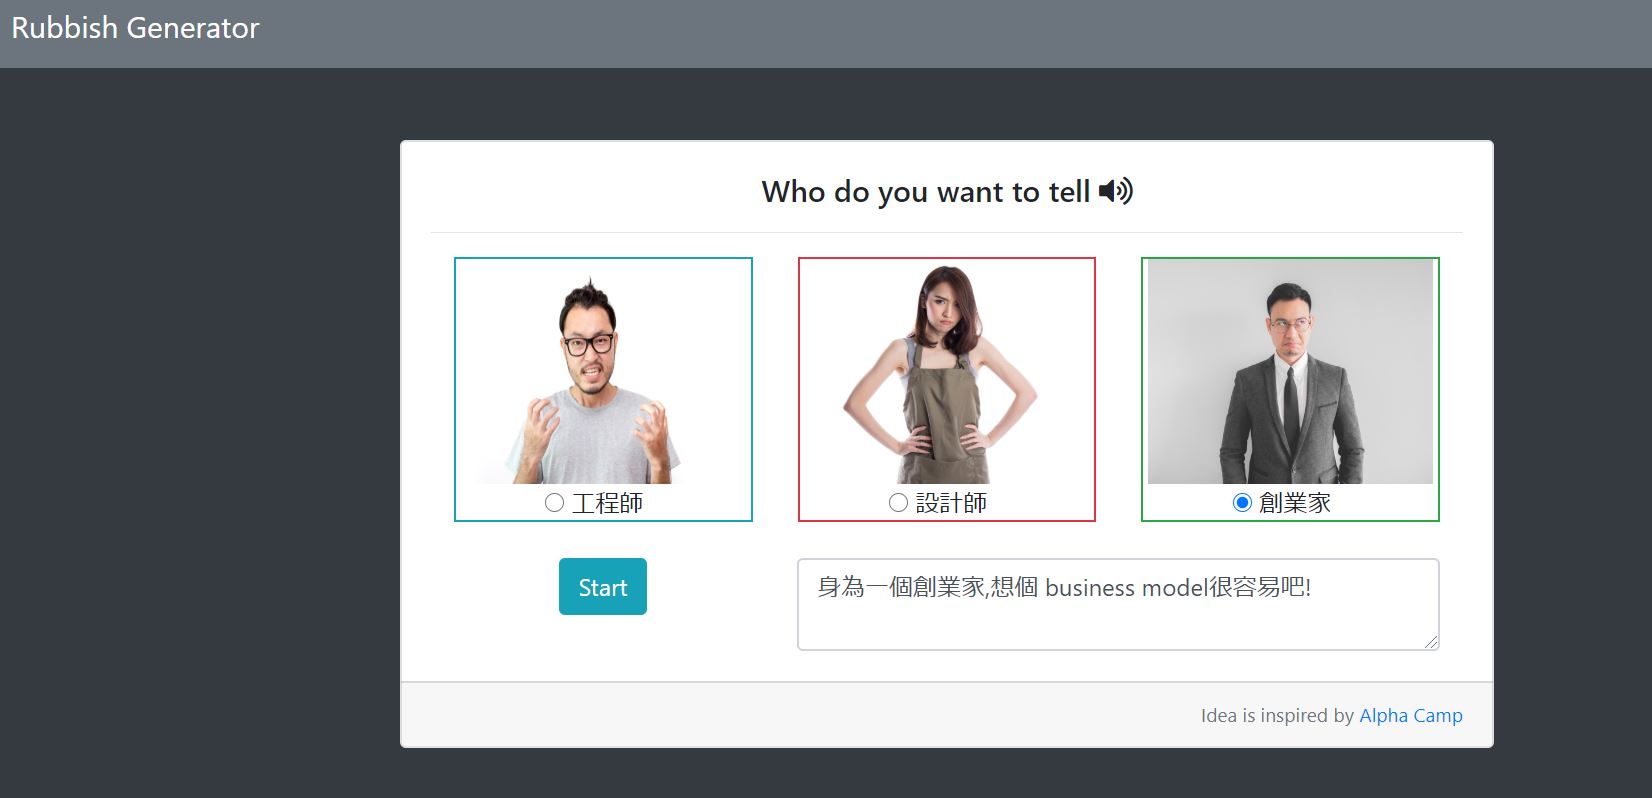 Rubbish Generator
Who do you want to tell
工程師
設計師
創業家
Start
身為一個創業家,想個 business model很容易吧!
Idea is inspired by Alpha Camp